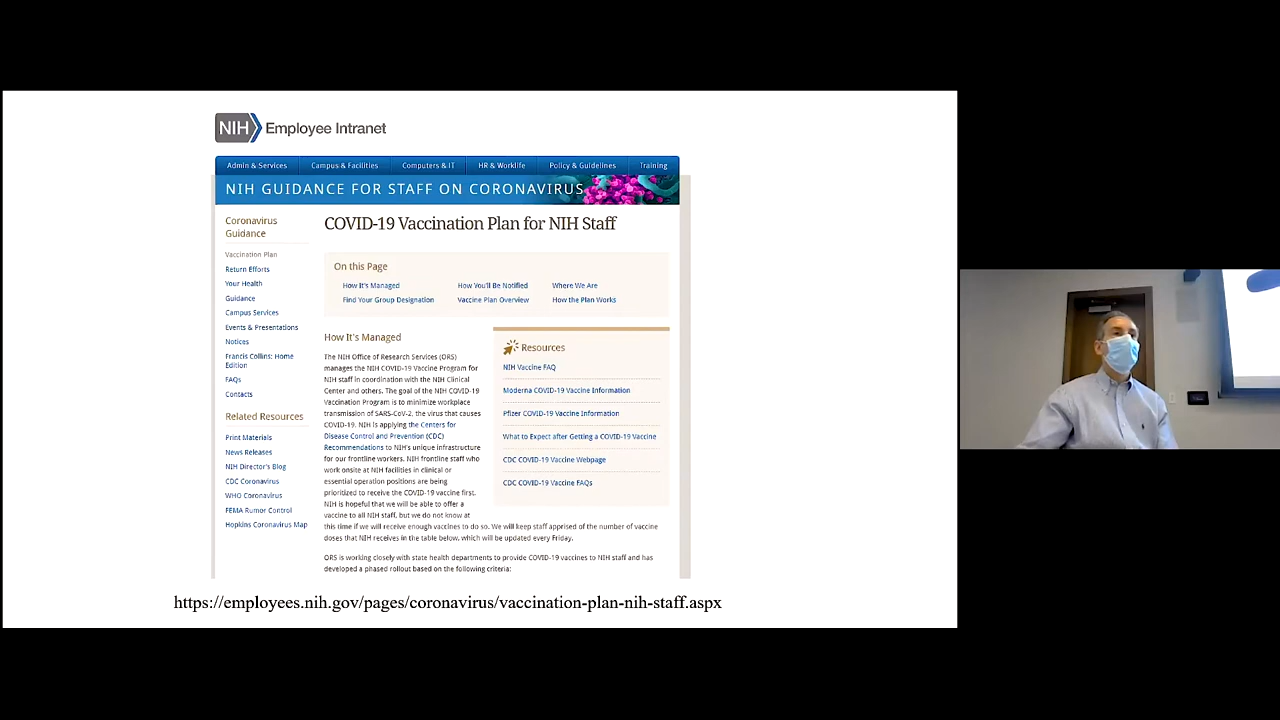 NIH Employee Intranet
Admin & Services Campus & Facilities Computers & IT HR & Worklife Policy & Guidelines Training
NIH GUIDANCE FOR STAFF ON CORONAVIRUS
Coronavirus
Guidance
Vaccination Plan
Return Efforts
Your Health
Guidance
Campus Services
Events & Presentations
Notices
Francis Collins: Home
Edition
FAQs
Contacts
Related Resources
Print Materials
News Releases
NIH Director's Blog
CDC Coronavirus
WHO Coronavirus
FEMA Rumor Control
Hopkins Coronavirus Map
COVID-19 Vaccination Plan for NIH Staff
On this Page
How It's Managed How You'll Be Notified Where We Are
Find Your Group Designation Vaccine Plan Overview How the Plan Works
How It's Managed
The NIH Office of Research Services (ORS)
manages the NIH COVID-19 Vaccine Program for
NIH staff in coordination with the NIH Clinical
Center and others. The goal of the NIH COVID-19
Vaccination Program is to minimize workplace
transmission of SARS-CoV-2, the virus that causes
COVID-19. NIH is applying the Centers for
Disease Control and Prevention (CDC)
Recommendations to NIH's unique infrastructure
for our frontline workers. NIH frontline staff who
work onsite at NIH facilities in clinical or
essential operation positions are being
prioritized to receive the COVID-19 vaccine first.
NIH is hopeful that we will be able to offer a
vaccine to all NIH staff, but we do not know at
this time if we will receive enough vaccines to do so. We will keep staff apprised of the number of vaccine
doses that NIH receives in the table below, which will be updated every Friday.
ORS is working closely with state health departments to provide COVID-19 vaccines to NIH staff and has
developed a phased rollout based on the following criteria:
Resources
NIH Vaccine FAQ
Moderna COVID-19 Vaccine Information
Pfizer COVID-19 Vaccine Information
What to Expect after Getting a COVID-19 Vaccine
CDC COVID-19 Vaccine Webpage
CDC COVID-19 Vaccine FAQs
https://employees.nih.gov/pages/coronavirus/vaccination-plan-nih-staff.aspx